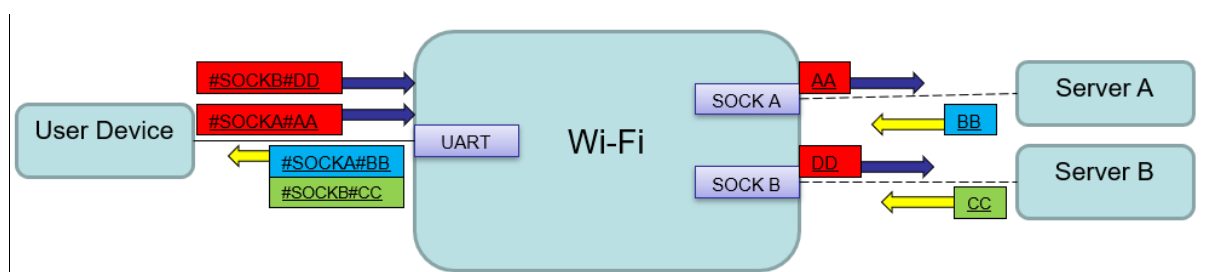 #SOCKB#DD
#SOCKA#AA
User Device
#SOCKA#BB
#SOCKB#CC
UART
Wi-Fi
SOCK A
SOCK B
AA
BB
DD
CC
Server A
Server B